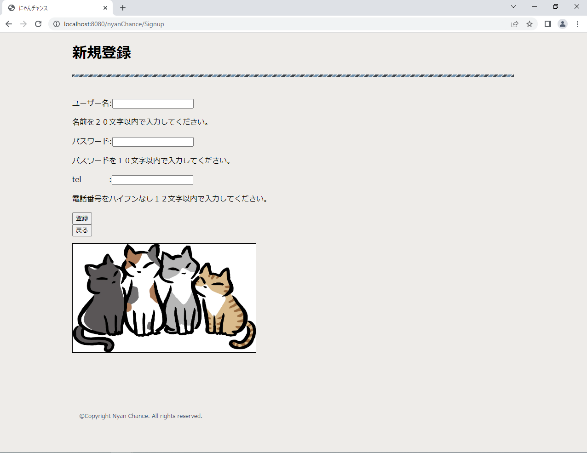 にゃんチャンス
localhost:8080/nyanChance/Signup
新規登録
ユーザー名:
名前を２０文字以内で入力してください。
パスワード:
パスワードを１０文字以内で入力してください。
tel :
電話番号をハイフンなし１２文字以内で入力してください。
登録
戻る
©Copyright Nyan Chance. All rights reserved.